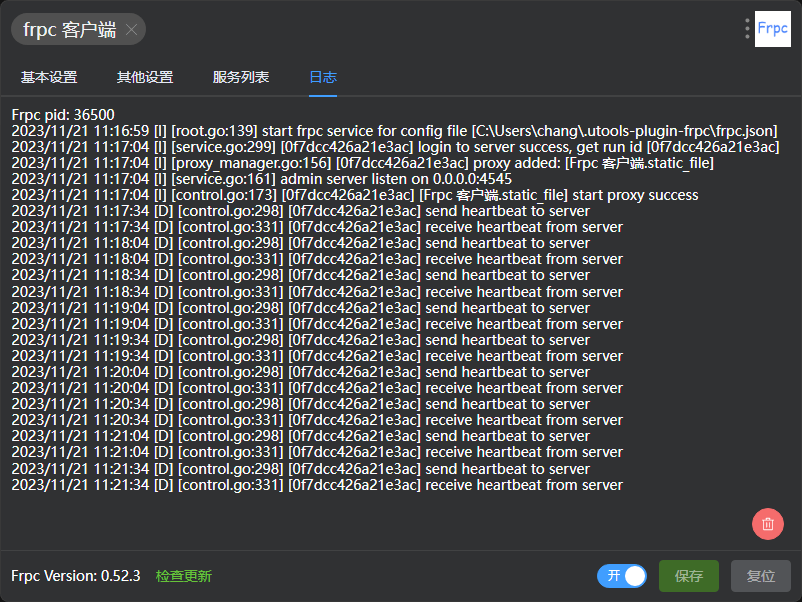 frpc 客户端
Frpc
基本设置 其他设置 服务列表 日志
Frpc pid: 36500
2023/11/21 11:16:59 [I] [root.go:139] start frpc service for config file [C:\Users\chang\.utools-plugin-frpc\frpc.json]
2023/11/21 11:17:04 [I] [service.go:299] [0f7dcc426a21e3ac] login to server success, get run id [0f7dcc426a21e3ac]
2023/11/21 11:17:04 [I] [proxy_manager.go:156] [0f7dcc426a21e3ac] proxy added: [Frpc 客户端.static_file]
2023/11/21 11:17:04 [I] [service.go:161] admin server listen on 0.0.0.0:4545
2023/11/21 11:17:04 [I] [control.go:173] [0f7dcc426a21e3ac] [Frpc 客户端.static_file] start proxy success
2023/11/21 11:17:34 [D] [control.go:298] [0f7dcc426a21e3ac] send heartbeat to server
2023/11/21 11:17:34 [D] [control.go:331] [0f7dcc426a21e3ac] receive heartbeat from server
2023/11/21 11:18:04 [D] [control.go:298] [0f7dcc426a21e3ac] send heartbeat to server
2023/11/21 11:18:04 [D] [control.go:331] [0f7dcc426a21e3ac] receive heartbeat from server
2023/11/21 11:18:34 [D] [control.go:298] [0f7dcc426a21e3ac] send heartbeat to server
2023/11/21 11:18:34 [D] [control.go:331] [0f7dcc426a21e3ac] receive heartbeat from server
2023/11/21 11:19:04 [D] [control.go:298] [0f7dcc426a21e3ac] send heartbeat to server
2023/11/21 11:19:04 [D] [control.go:331] [0f7dcc426a21e3ac] receive heartbeat from server
2023/11/21 11:19:34 [D] [control.go:298] [0f7dcc426a21e3ac] send heartbeat to server
2023/11/21 11:19:34 [D] [control.go:331] [0f7dcc426a21e3ac] receive heartbeat from server
2023/11/21 11:20:04 [D] [control.go:298] [0f7dcc426a21e3ac] send heartbeat to server
2023/11/21 11:20:04 [D] [control.go:331] [0f7dcc426a21e3ac] receive heartbeat from server
2023/11/21 11:20:34 [D] [control.go:298] [0f7dcc426a21e3ac] send heartbeat to server
2023/11/21 11:20:34 [D] [control.go:331] [0f7dcc426a21e3ac] receive heartbeat from server
2023/11/21 11:21:04 [D] [control.go:298] [0f7dcc426a21e3ac] send heartbeat to server
2023/11/21 11:21:04 [D] [control.go:331] [0f7dcc426a21e3ac] receive heartbeat from server
2023/11/21 11:21:34 [D] [control.go:298] [0f7dcc426a21e3ac] send heartbeat to server
2023/11/21 11:21:34 [D] [control.go:331] [0f7dcc426a21e3ac] receive heartbeat from server
Frpc Version: 0.52.3 检查更新 开 保存 复位